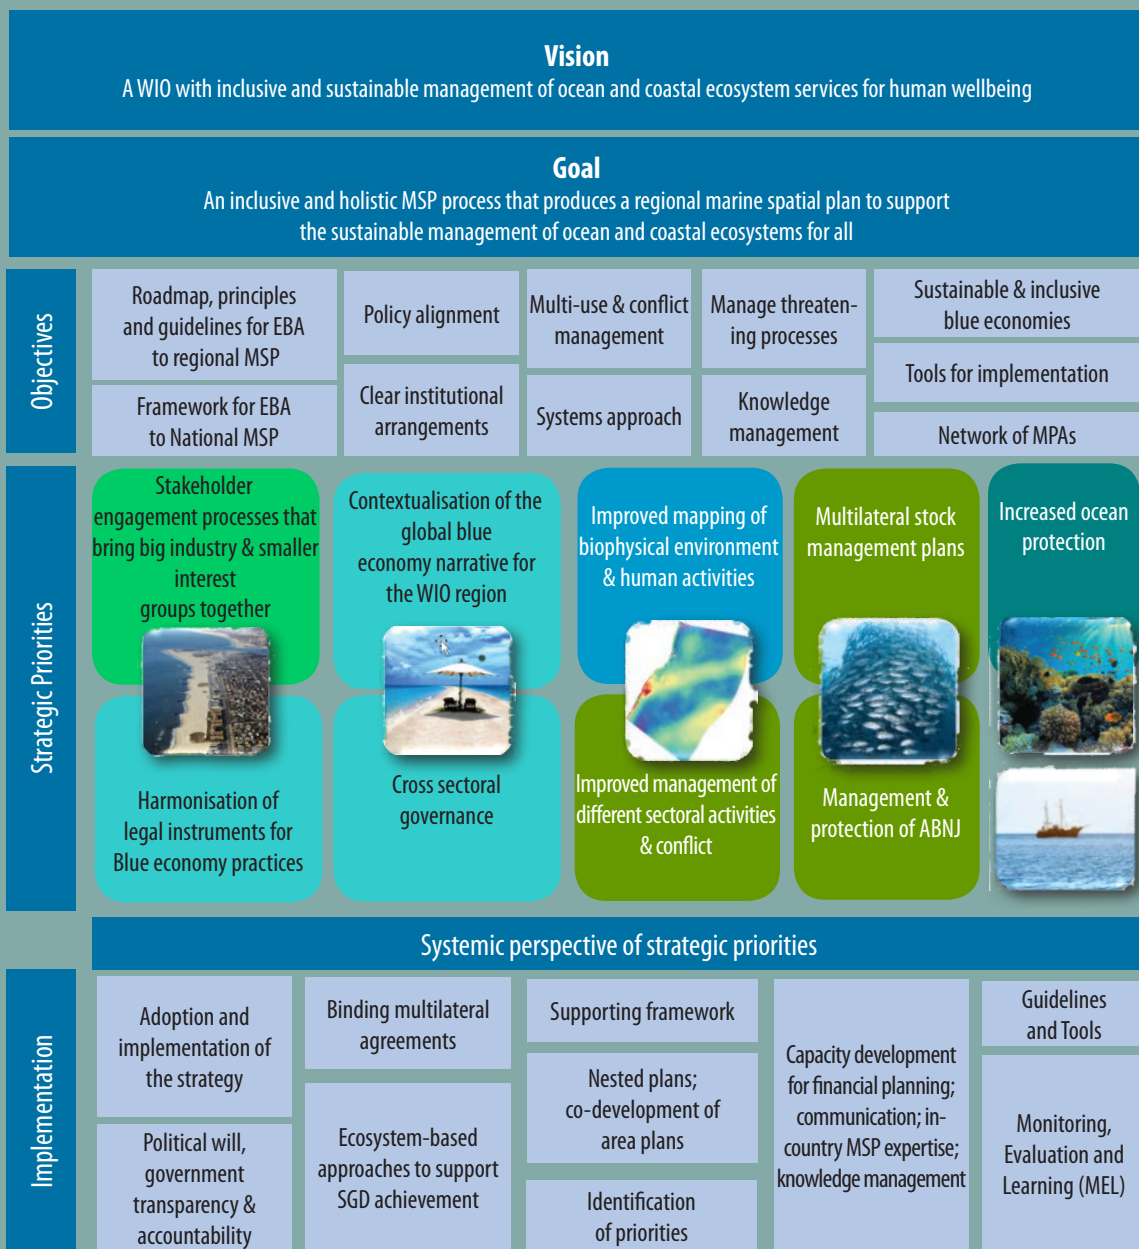 Vision
A WIO with inclusive and sustainable management of ocean and coastal ecosystem services for human wellbeing
Goal
An inclusive and holistic MSP process that produces a regional marine spatial plan to support
the sustainable management of ocean and coastal ecosystems for all
Objectives
Roadmap, principles
and guidelines for EBA
to regional MSP
Framework for EBA
to National MSP
Policy alignment
Clear institutional
arrangements
Multi-use & conflict
management
Systems approach
Manage threaten-
ing processes
Knowledge
management
Sustainable & inclusive
blue economies
Tools for implementation
Network of MPAs
Strategic Priorities
Stakeholder
engagement processes that
bring big industry & smaller
interest
groups together
Harmonisation of
legal instruments for
Blue economy practices
Contextualisation of the
global blue
economy narrative for
the WIO region
Cross sectoral
governance
Improved mapping of
biophysical environment
& human activities
Improved management of
different sectoral activities
& conflict
Multilateral stock
management plans
Management &
protection of ABNJ
Increased ocean
protection
Systemic perspective of strategic priorities
Implementation
Adoption and
implementation of
the strategy
Political will,
government
transparency &
accountability
Binding multilateral
agreements
Ecosystem-based
approaches to support
SGD achievement
Supporting framework
Nested plans;
co-development of
area plans
Identification
of priorities
Capacity development
for financial planning;
communication; in-
country MSP expertise;
knowledge management
Guidelines
and Tools
Monitoring,
Evaluation and
Learning (MEL)